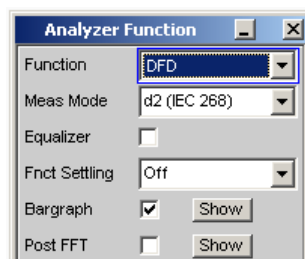 Analyzer Function
Function DFD
Meas Mode d2 (IEC 268)
Equalizer
Fnct Settling Off
Bargraph Show
Post FFT Show